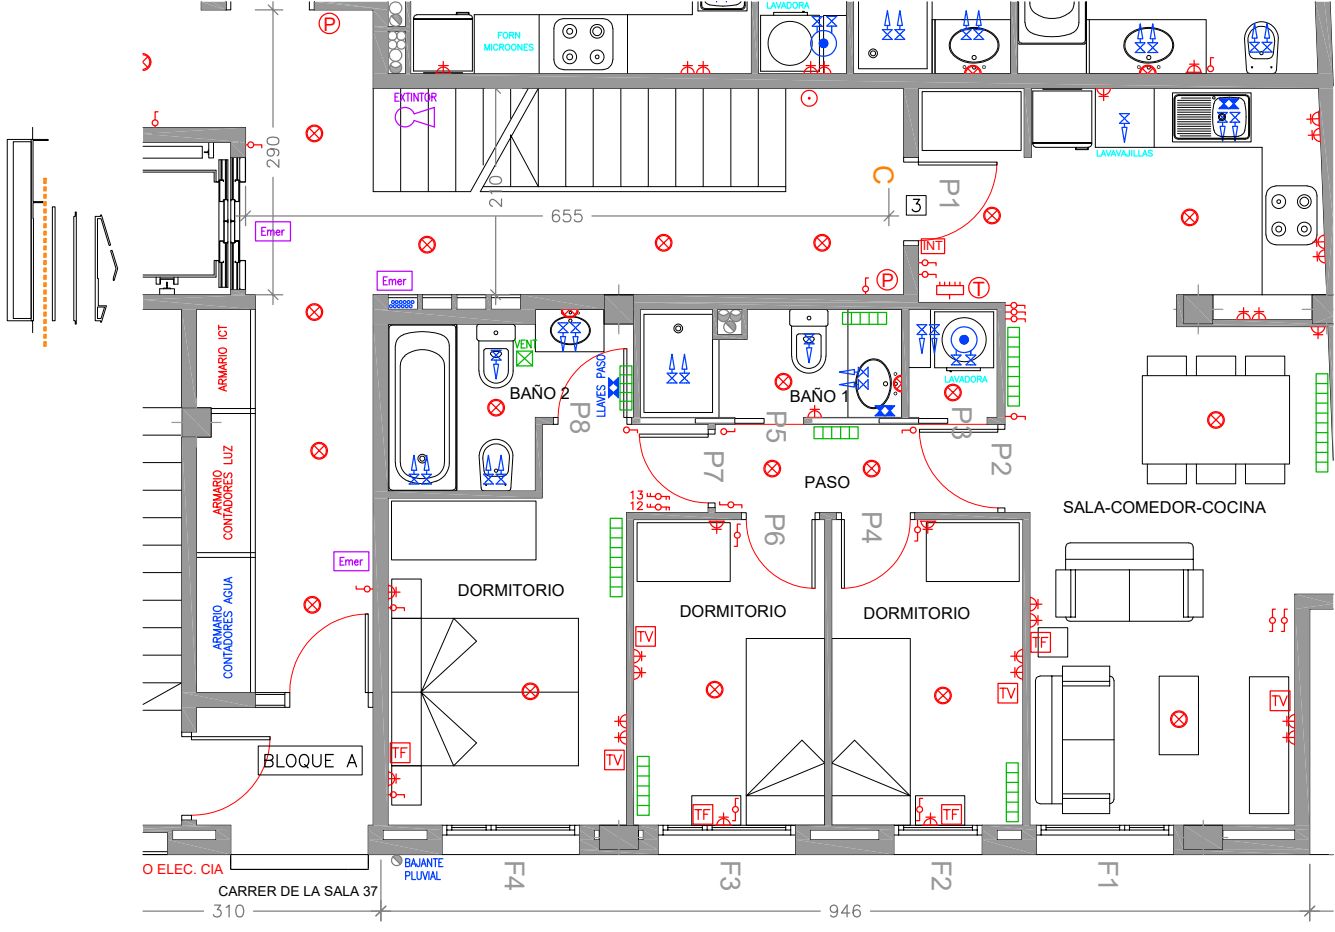 P
LAVADORA
FORN
MICROONES
EXTINTOR
290
210
C
P1
LAVAVAJILLAS
3
655
Emer
INT
Emer
P
T
ARMARIO ICT
VENT
LLAVES PASO
BAÑO 2
P8
BAÑO 1
P5
LAVADORA
P3
P2
P7
PASO
13
12
P6
P4
SALA-COMEDOR-COCINA
ARMARIO
CONTADORES LUZ
Emer
DORMITORIO
DORMITORIO
DORMITORIO
ARMARIO
CONTADORES AGUA
TV
TF
TV
TV
TF
TV
BLOQUE A
TF
TF
O ELEC. CIA
BAJANTE
PLUVIAL
F4
F3
F2
F1
CARRER DE LA SALA 37
310
946